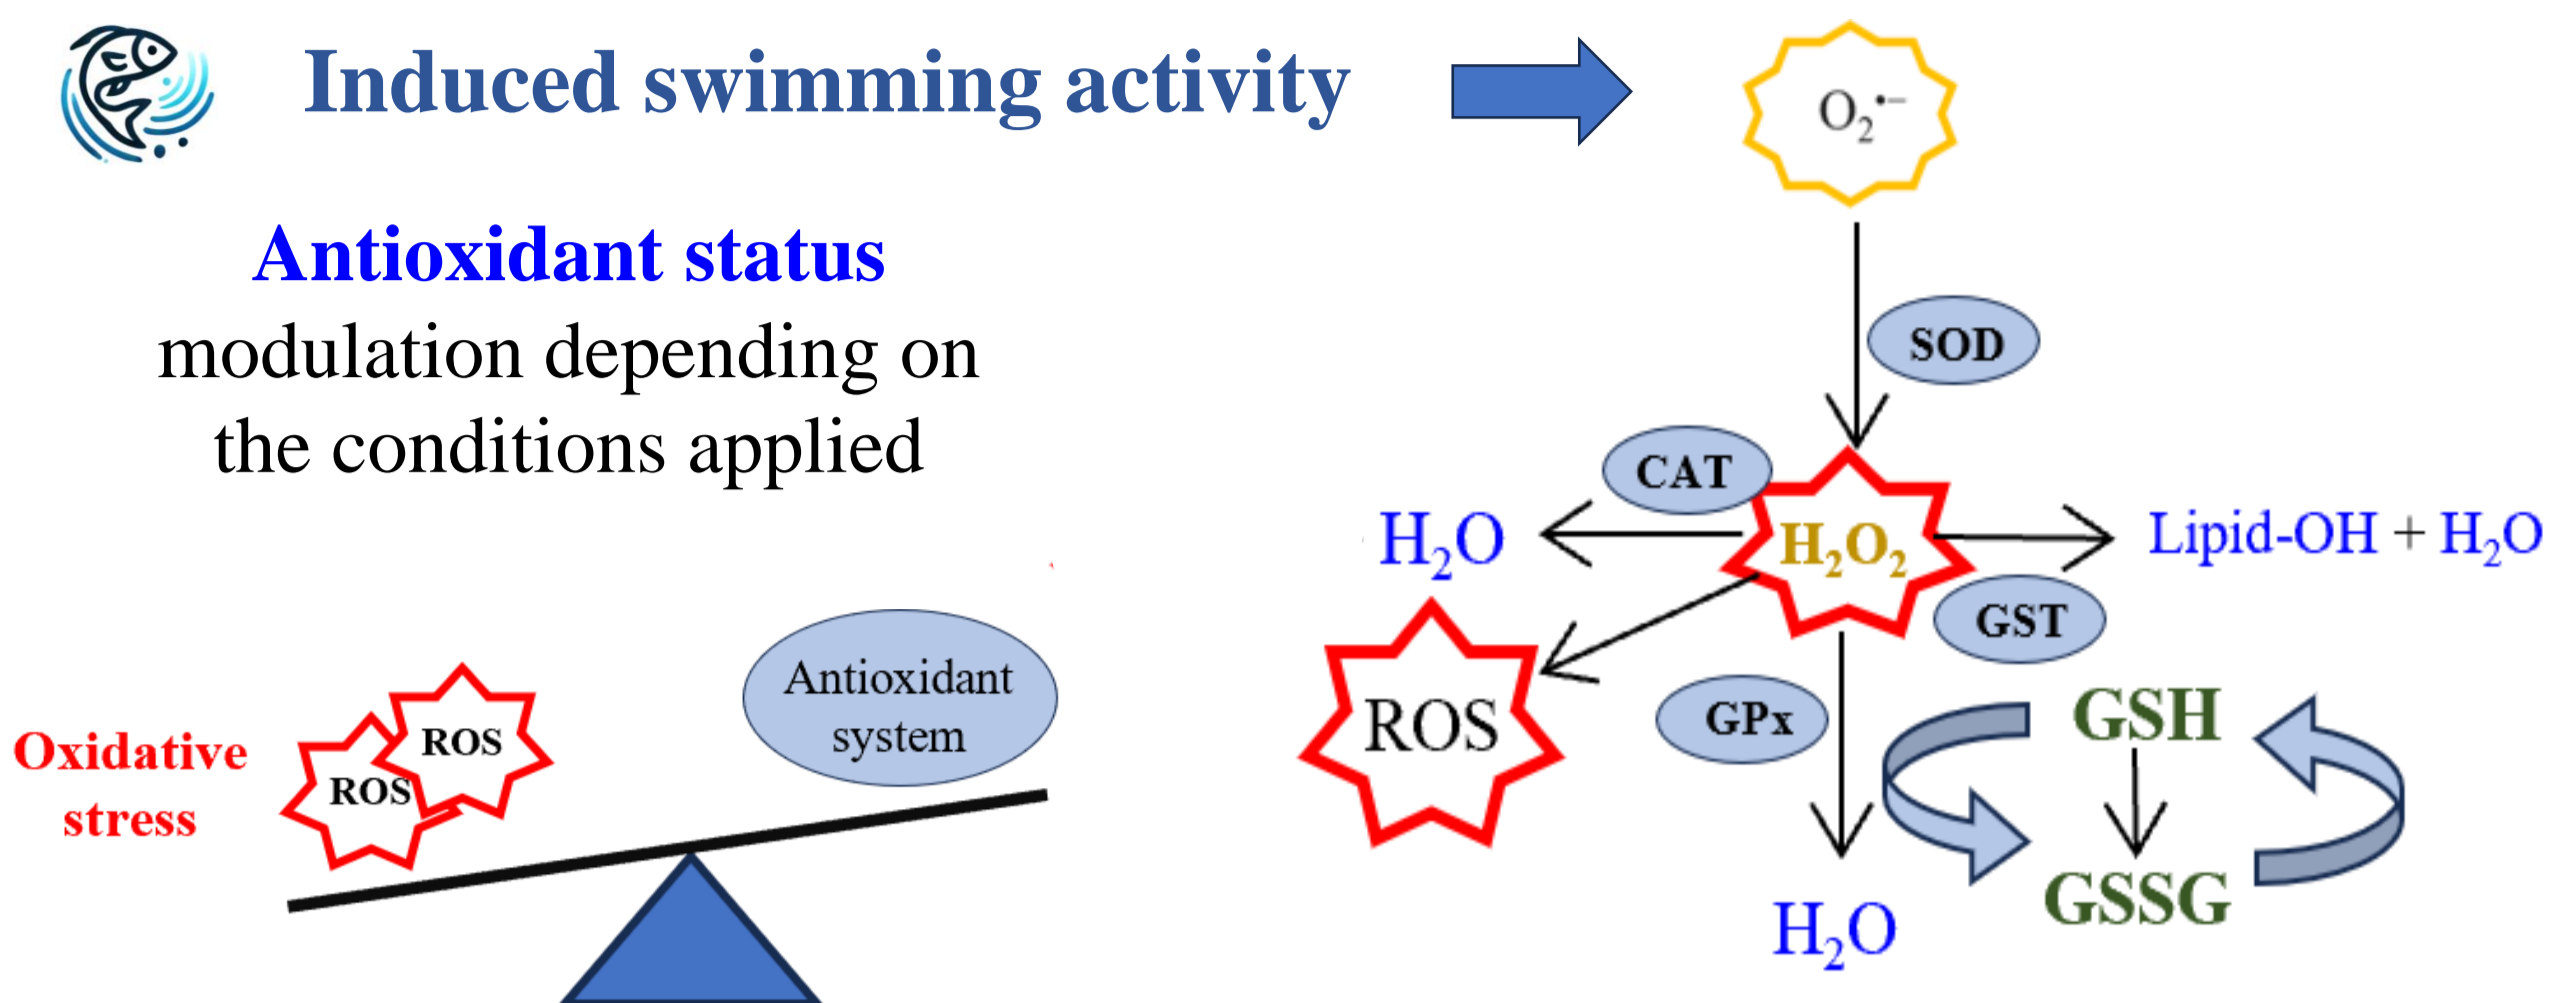 Induced swimming activity
O₂•−
Antioxidant status
modulation depending on
the conditions applied
SOD
CAT
H₂O
H₂O₂
Lipid-OH + H₂O
GST
ROS
GPx
GSH
GSSG
H₂O
Antioxidant
system
Oxidative
stress
ROS
ROS